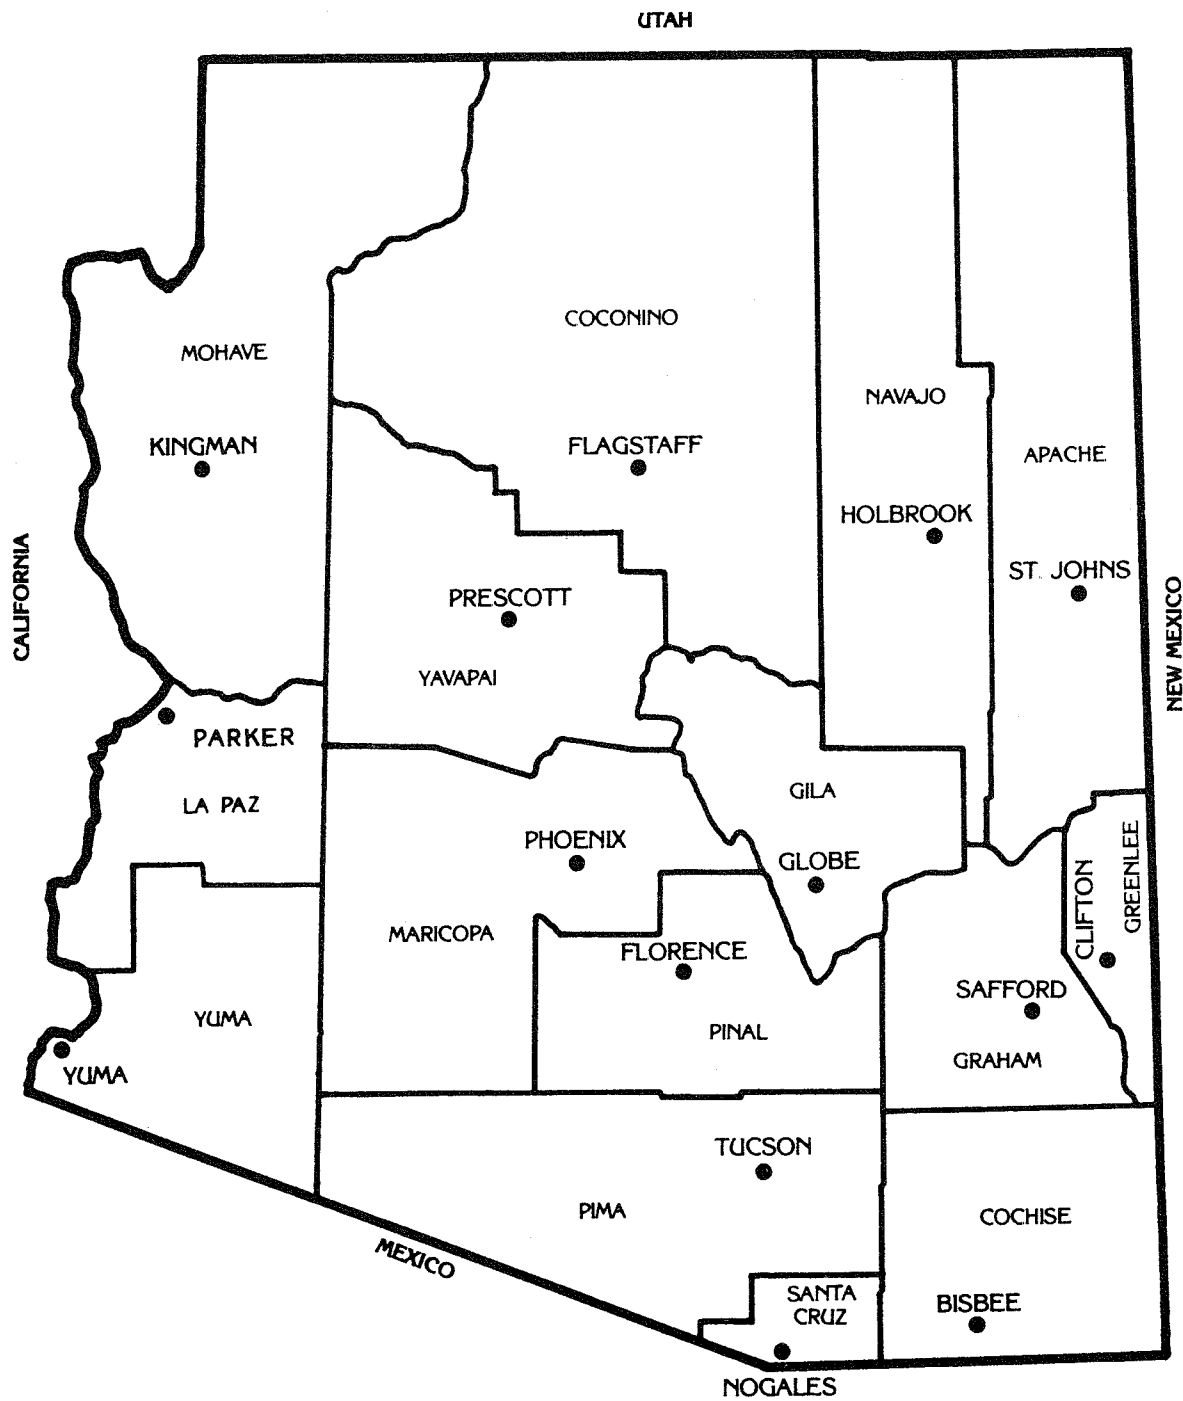 UTAH
COCONINO
MOHAVE
NAVAJO
KINGMAN
FLAGSTAFF
APACHE
HOLBROOK
CALIFORNIA
ST. JOHNS
PRESCOTT
NEW MEXICO
YAVAPAI
PARKER
LA PAZ
GILA
PHOENIX
GLOBE
GREENLEE
CLIFTON
MARICOPA
FLORENCE
SAFFORD
YUMA
PINAL
GRAHAM
YUMA
TUCSON
PIMA
COCHISE
MEXICO
SANTA
CRUZ
BISBEE
NOGALES